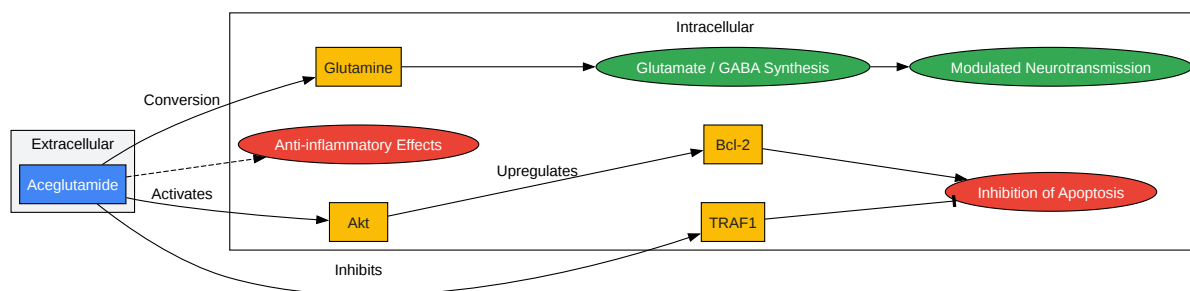 Intracellular
Glutamine
Glutamate / GABA Synthesis
Modulated Neurotransmission
Conversion
Extracellular
Anti-inflammatory Effects
Bcl-2
Upregulates
Aceglutamide
Activates
Inhibition of Apoptosis
Akt
TRAF1
Inhibits